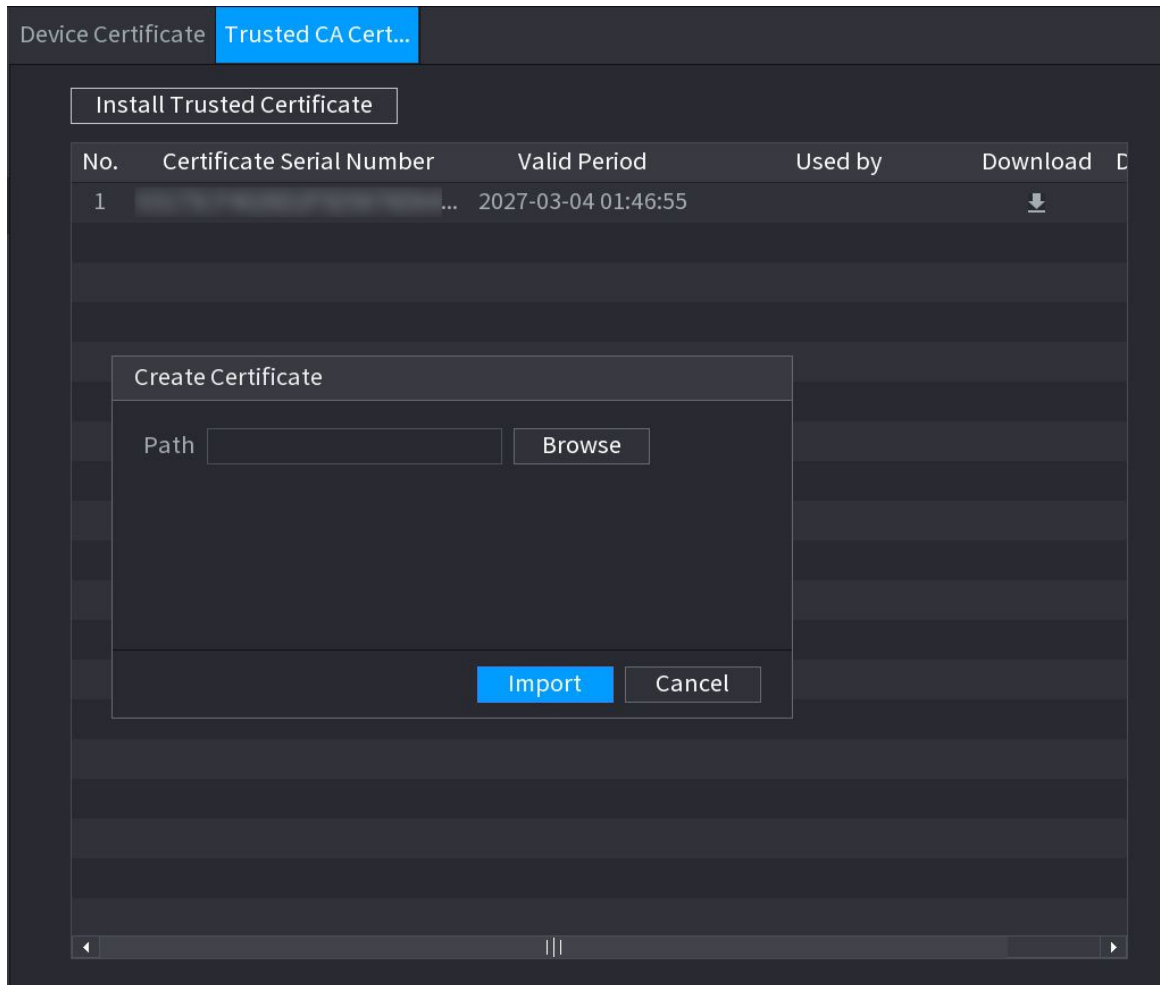 Device Certificate Trusted CA Cert...
Install Trusted Certificate
No. Certificate Serial Number Valid Period Used by Download D
1 ... 2027-03-04 01:46:55
Create Certificate
Path Browse
Import Cancel